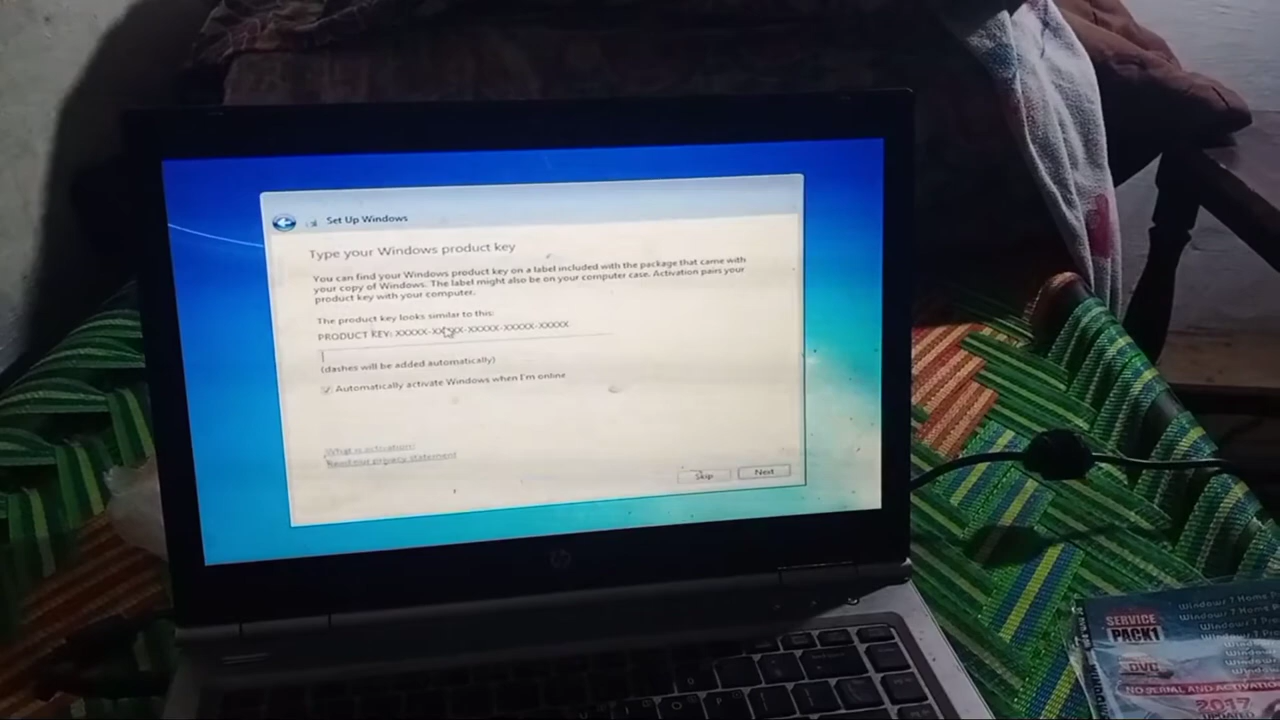 Set Up Windows
Type your Windows product key
You can find your Windows product key on a label included with the package that came with
your copy of Windows. The label might also be on your computer case. Activation pairs your
product key with your computer.
The product key looks similar to this:
PRODUCT KEY: XXXXX-XXXXX-XXXXX-XXXXX-XXXXX
(dashes will be added automatically)
Automatically activate Windows when I'm online
What is activation?
Read our privacy statement
Skip
Next
hp
SERVICE
PACK1
Windows 7 Home
Windows 7 Home
Windows 7
Windows
DVD
NO SERIAL AND ACTIVATION
2017